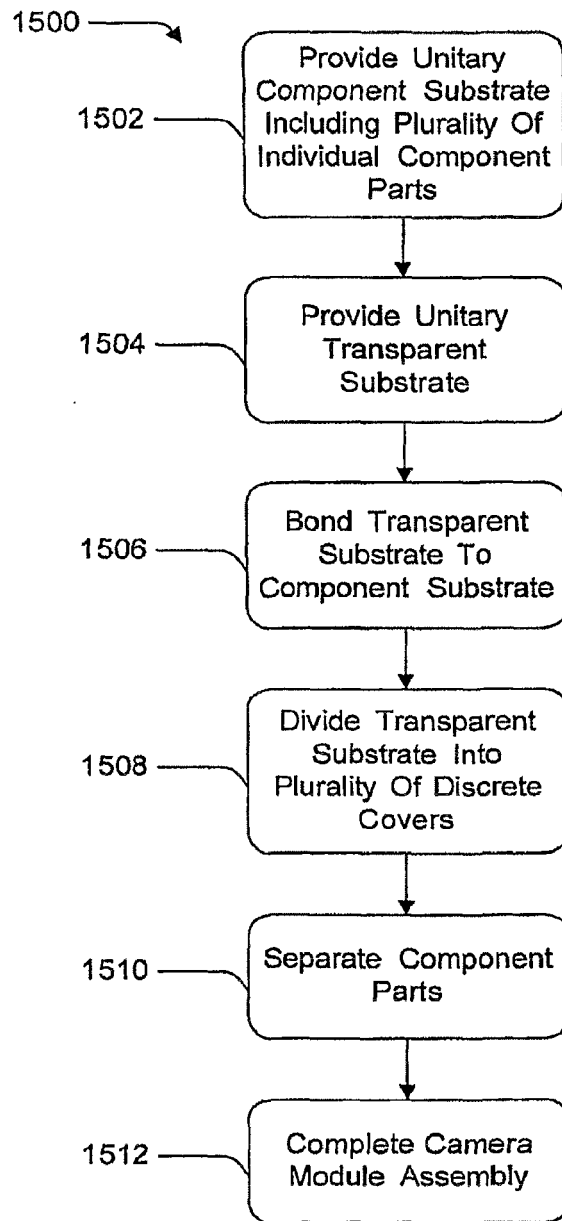 1500
Provide Unitary
Component Substrate
1502
Including Plurality Of
Individual Component
Parts
Provide Unitary
1504
Transparent
Substrate
Bond Transparent
1506
Substrate To
Component Substrate
Divide Transparent
1508
Substrate Into
Plurality Of Discrete
Covers
1510
Separate Component
Parts
1512
Complete Camera
Module Assembly